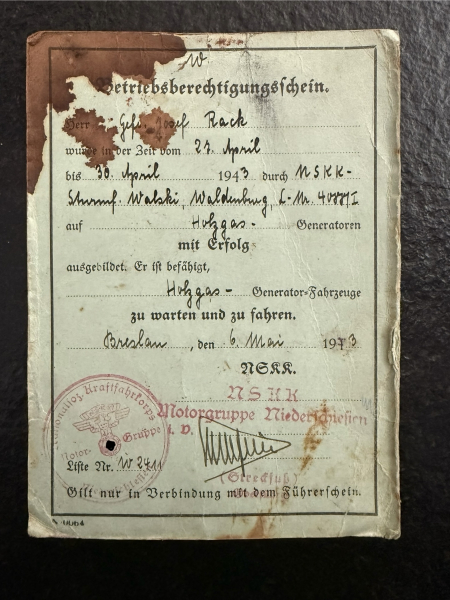 W
Betriebsberechtigungsschein.
Herr Gefr. Josef Rack
wurde in der Zeit vom 27. April
bis 30. April 1943 durch NSKK-
Sturmf. Walski, Waldenburg, L-Nr.
auf Holzgas- Generatoren
mit Erfolg
ausgebildet. Er ist befähigt,
Holzgas- Generator-Fahrzeuge
zu warten und zu fahren.
Breslau, den 6. Mai 1943
NSKK.
NSKK
Motorgruppe Niederschlesien
i. V.
Kraftfahrkorps
Motor-Gruppe
(Streckfuß)
Liste Nr. W 2411
Gilt nur in Verbindung mit dem Führerschein.